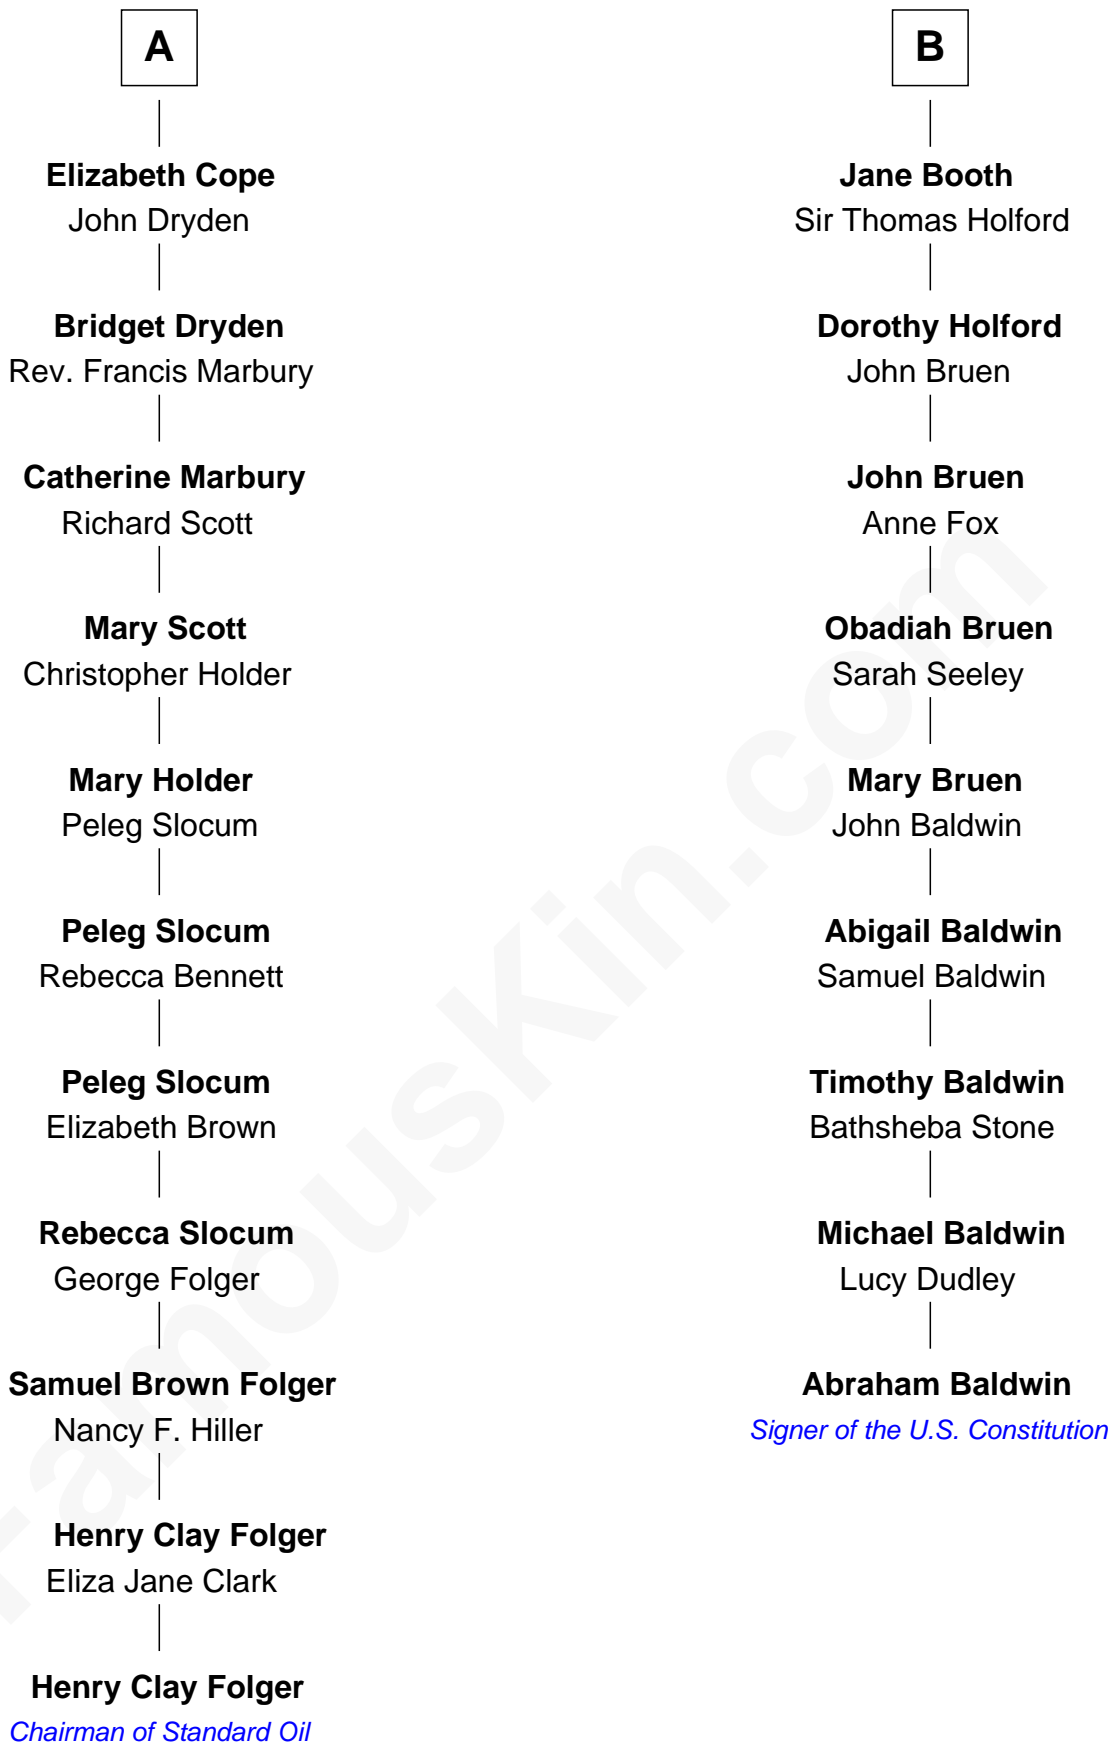 A
Elizabeth Cope
John Dryden
Bridget Dryden
Rev. Francis Marbury
Catherine Marbury
Richard Scott
Mary Scott
Christopher Holder
Mary Holder
Peleg Slocum
Peleg Slocum
Rebecca Bennett
Peleg Slocum
Elizabeth Brown
Rebecca Slocum
George Folger
Samuel Brown Folger
Nancy F. Hiller
Henry Clay Folger
Eliza Jane Clark
Henry Clay Folger
Chairman of Standard Oil
B
Jane Booth
Sir Thomas Holford
Dorothy Holford
John Bruen
John Bruen
Anne Fox
Obadiah Bruen
Sarah Seeley
Mary Bruen
John Baldwin
Abigail Baldwin
Samuel Baldwin
Timothy Baldwin
Bathsheba Stone
Michael Baldwin
Lucy Dudley
Abraham Baldwin
Signer of the U.S. Constitution
FamousKin.com